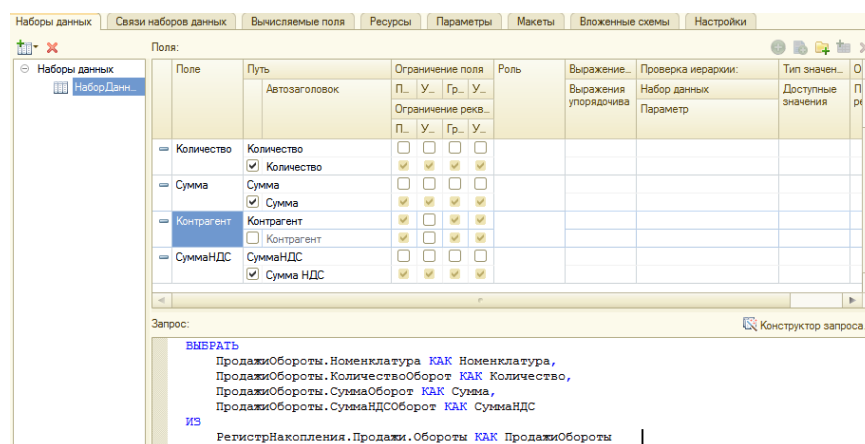 Наборы данных Связи наборов данных Вычисляемые поля Ресурсы Параметры Макеты Вложенные схемы Настройки
Поля:
Наборы данных
НаборДанн...
Поле Путь Ограничение поля Роль Выражение... Проверка иерархии: Тип значен... О
Автозаголовок П... У... Гр... У... Выражения упорядочива Набор данных Доступные значения П ре
Ограничение рекв... Параметр
П... У... Гр... У...
Количество Количество
Количество
Сумма Сумма
Сумма
Контрагент Контрагент
Контрагент
СуммаНДС СуммаНДС
Сумма НДС
Запрос: Конструктор запроса.
ВЫБРАТЬ
ПродажиОбороты.Номенклатура КАК Номенклатура,
ПродажиОбороты.КоличествоОборот КАК Количество,
ПродажиОбороты.СуммаОборот КАК Сумма,
ПродажиОбороты.СуммаНДСОборот КАК СуммаНДС
ИЗ
РегистрНакопления.Продажи.Обороты КАК ПродажиОбороты